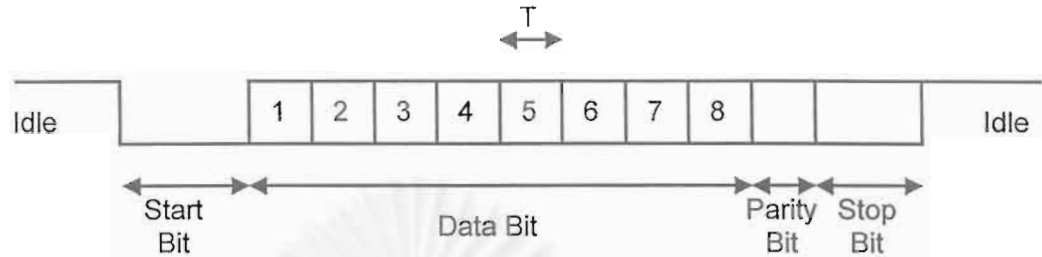 T
Idle
1 2 3 4 5 6 7 8
Idle
Start Bit
Data Bit
Parity Bit
Stop Bit